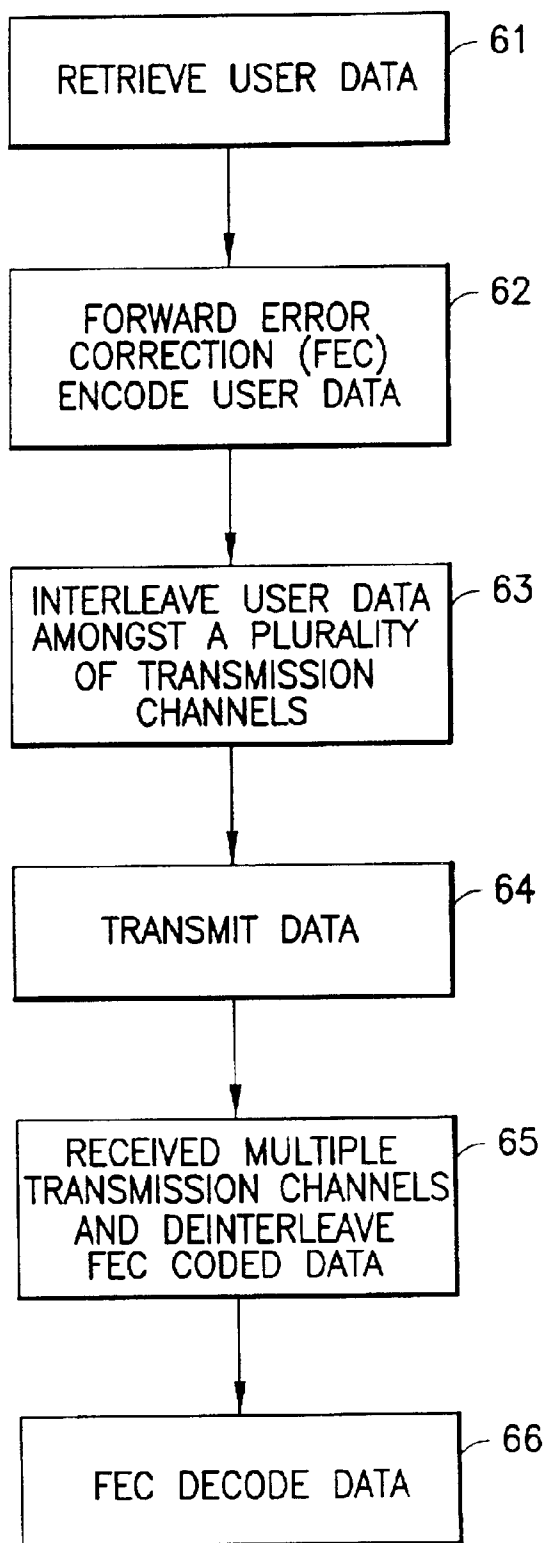 61
RETRIEVE USER DATA
62
FORWARD ERROR
CORRECTION (FEC)
ENCODE USER DATA
63
INTERLEAVE USER DATA
AMONGST A PLURALITY
OF TRANSMISSION
CHANNELS
64
TRANSMIT DATA
65
RECEIVED MULTIPLE
TRANSMISSION CHANNELS
AND DEINTERLEAVE
FEC CODED DATA
66
FEC DECODE DATA